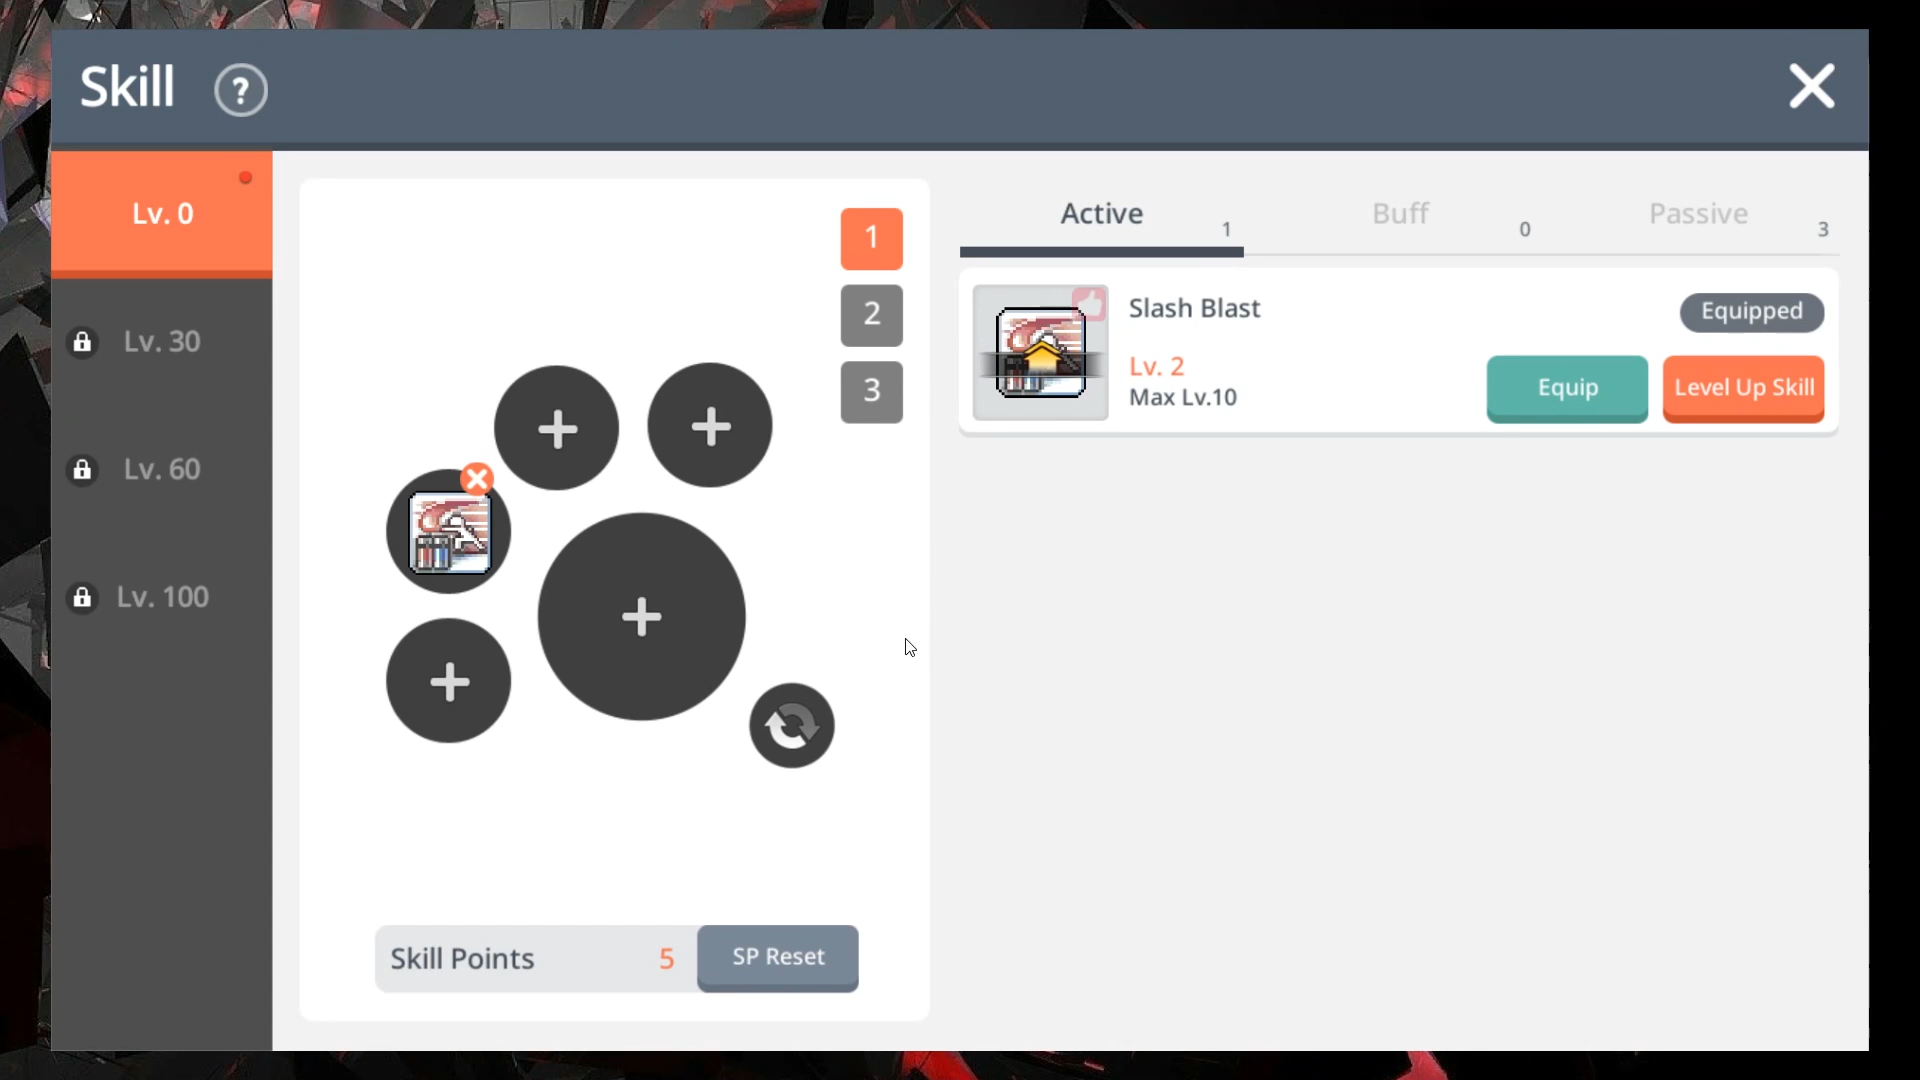 Skill ?
Lv. 0
Lv. 30
Lv. 60
Lv. 100
1
2
3
Skill Points 5
SP Reset
Active 1
Buff 0
Passive 3
Slash Blast
Equipped
Lv. 2
Max Lv.10
Equip
Level Up Skill